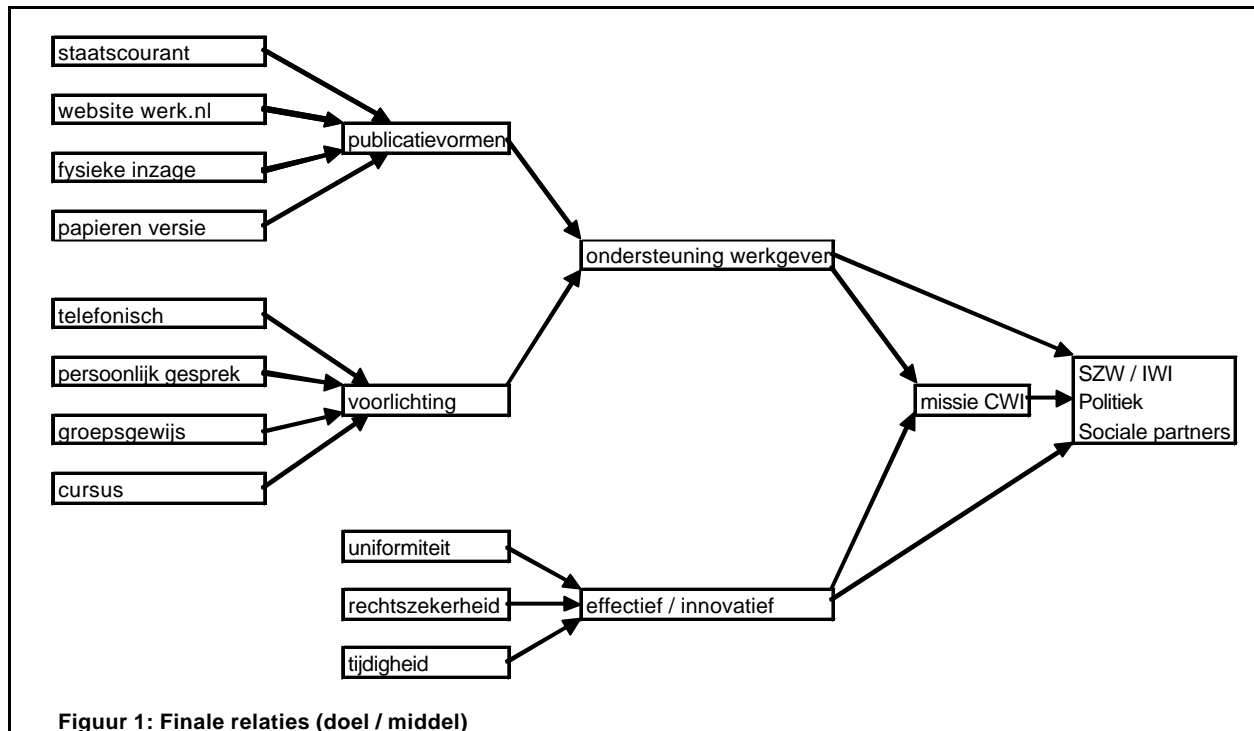 staatscourant
website werk.nl
fysieke inzage
papieren versie
publicatievormen
telefonisch
persoonlijk gesprek
groepsgewijs
cursus
voorlichting
ondersteuning werkgever
uniformiteit
rechtszekerheid
tijdigheid
effectief / innovatief
missie CWI
SZW / IWI
Politiek
Sociale partners
Figuur 1: Finale relaties (doel / middel)